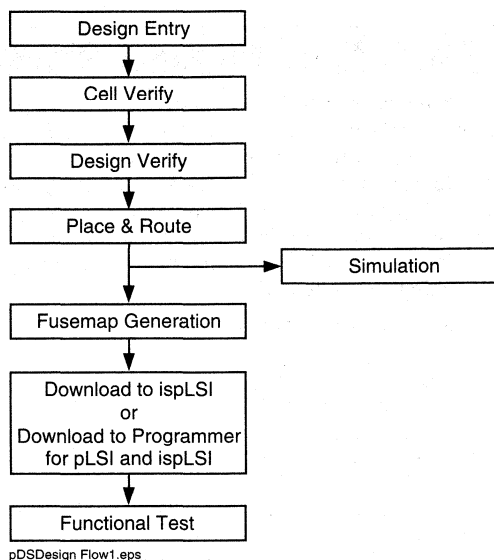 Design Entry
Cell Verify
Design Verify
Place & Route
Simulation
Fusemap Generation
Download to ispLSI
or
Download to Programmer
for pLSI and ispLSI
Functional Test
pDSDesign Flow1.eps